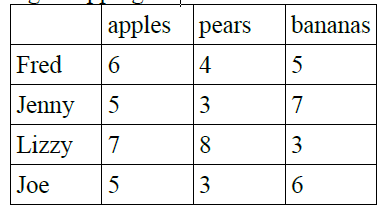 apples pears bananas
Fred 6 4 5
Jenny 5 3 7
Lizzy 7 8 3
Joe 5 3 6